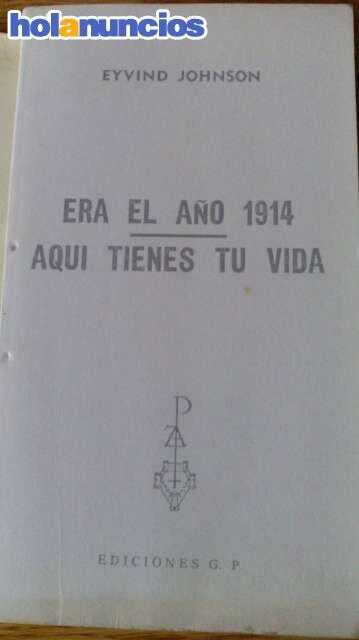 holanuncios
EYVIND JOHNSON
ERA EL AÑO 1914
AQUI TIENES TU VIDA
P
Z
EDICIONES G. P